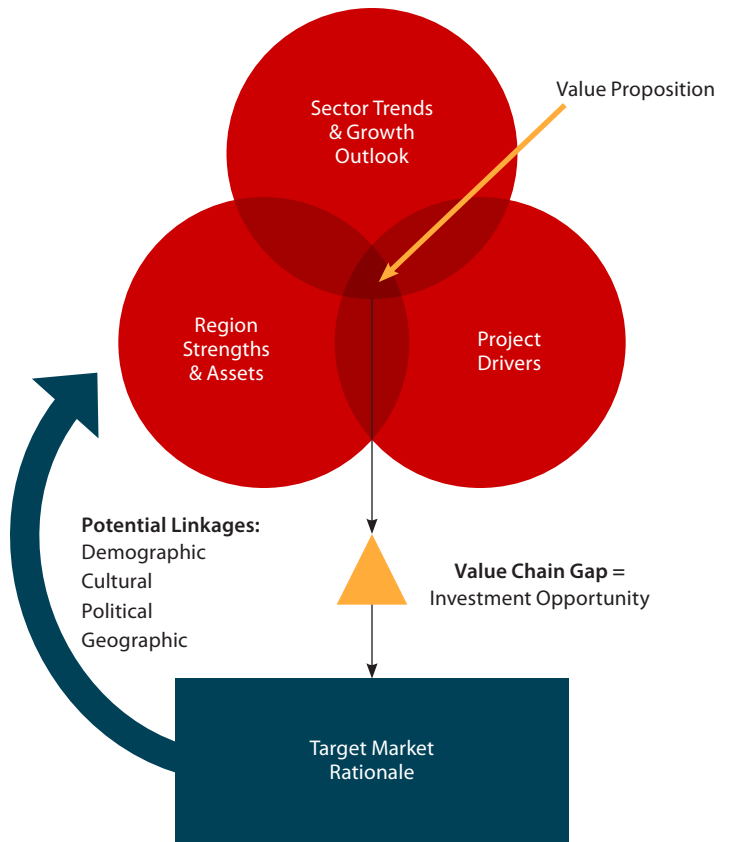 Value Proposition
Sector Trends
& Growth
Outlook
Region
Strengths
& Assets
Project
Drivers
Potential Linkages:
Demographic
Cultural
Political
Geographic
Value Chain Gap =
Investment Opportunity
Target Market
Rationale